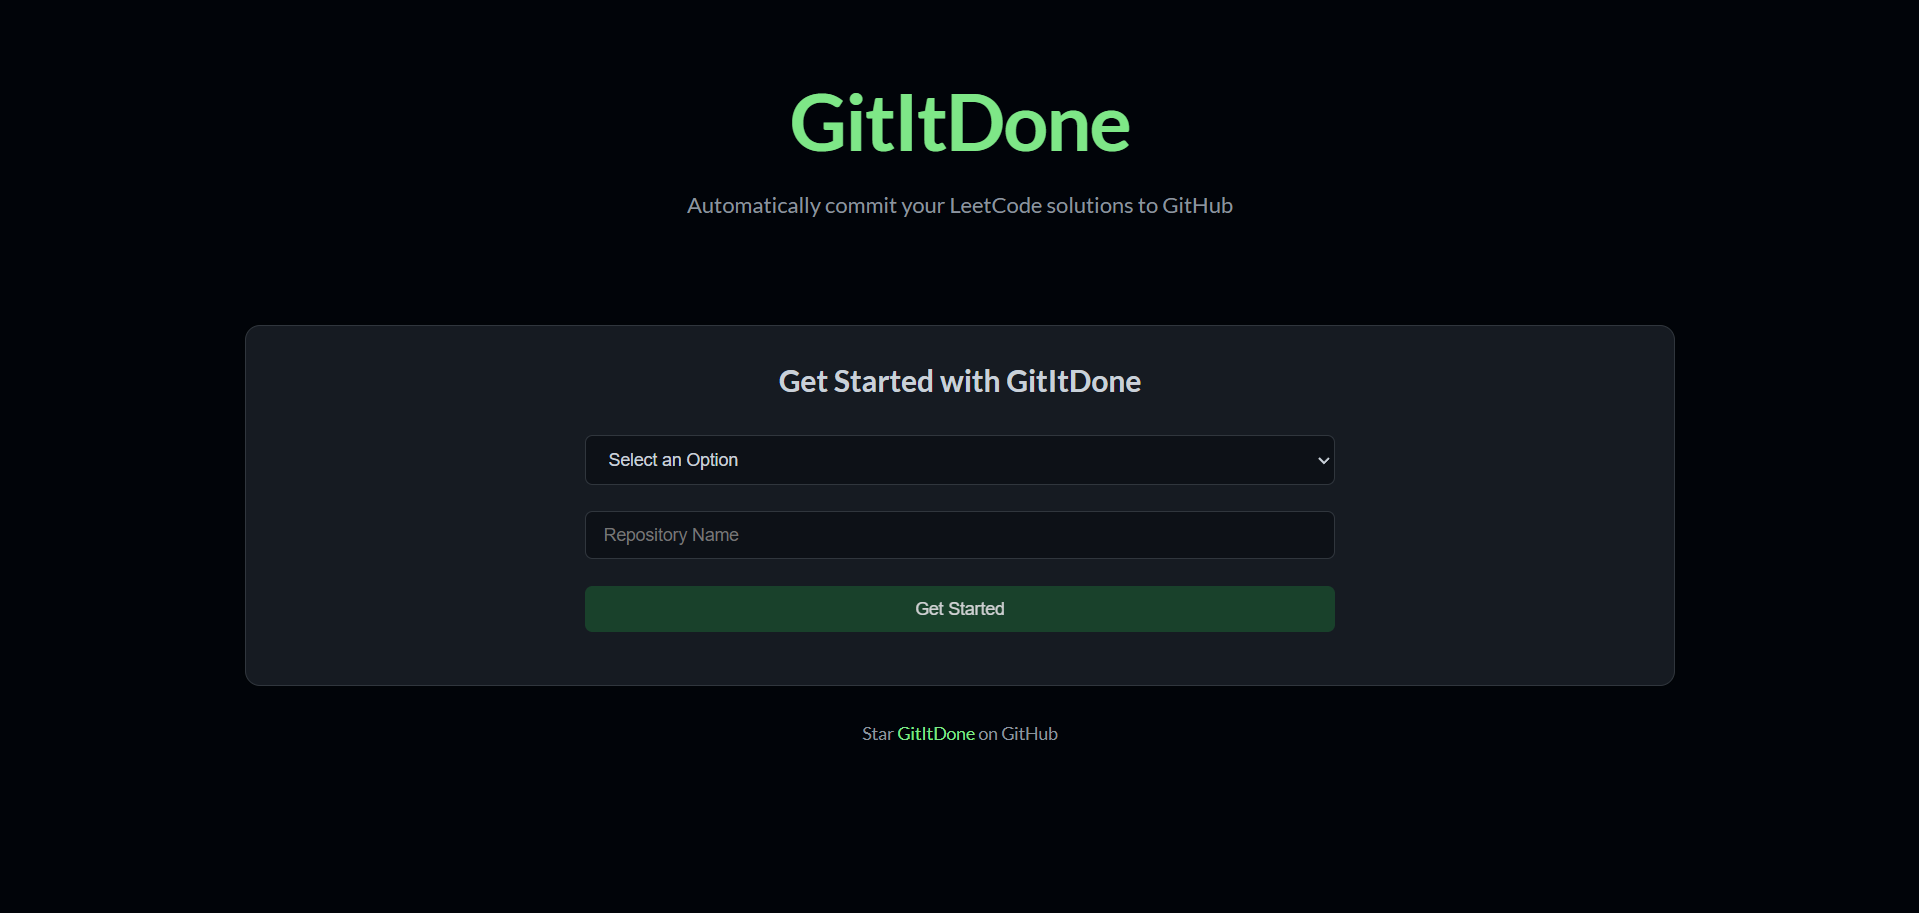 GitItDone
Automatically commit your LeetCode solutions to GitHub
Get Started with GitItDone
Select an Option
Repository Name
Get Started
Star GitItDone on GitHub